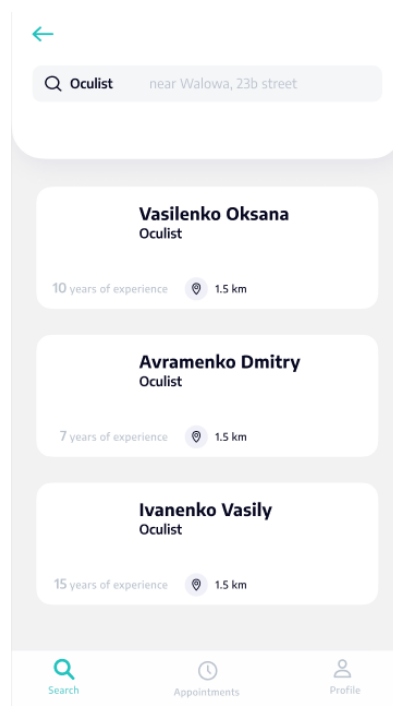 Oculist near Walowa, 23b street
Vasilenko Oksana
Oculist
10 years of experience 1.5 km
Avramenko Dmitry
Oculist
7 years of experience 1.5 km
Ivanenko Vasily
Oculist
15 years of experience 1.5 km
Search Appointments Profile